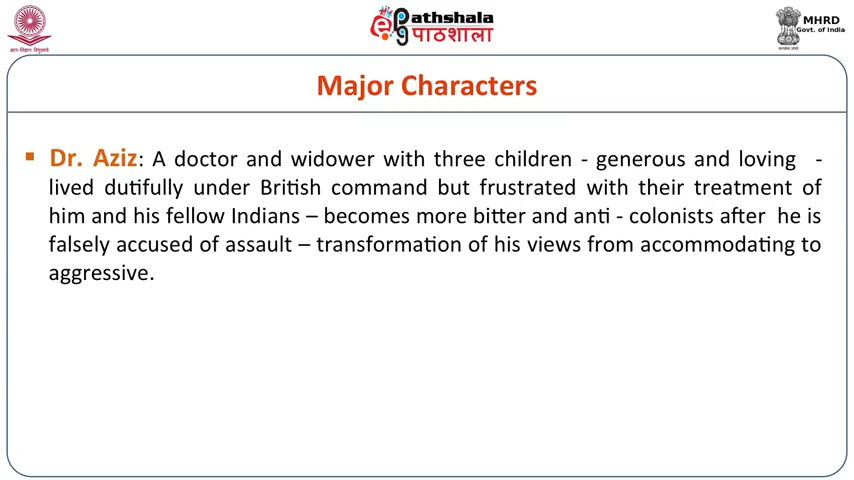 ज्ञान-विज्ञान विमुक्तये
ePathshala
पाठशाला
MHRD
Govt. of India
Major Characters
▪ Dr. Aziz: A doctor and widower with three children - generous and loving -
lived dutifully under British command but frustrated with their treatment of
him and his fellow Indians – becomes more bitter and anti - colonists after he is
falsely accused of assault – transformation of his views from accommodating to
aggressive.